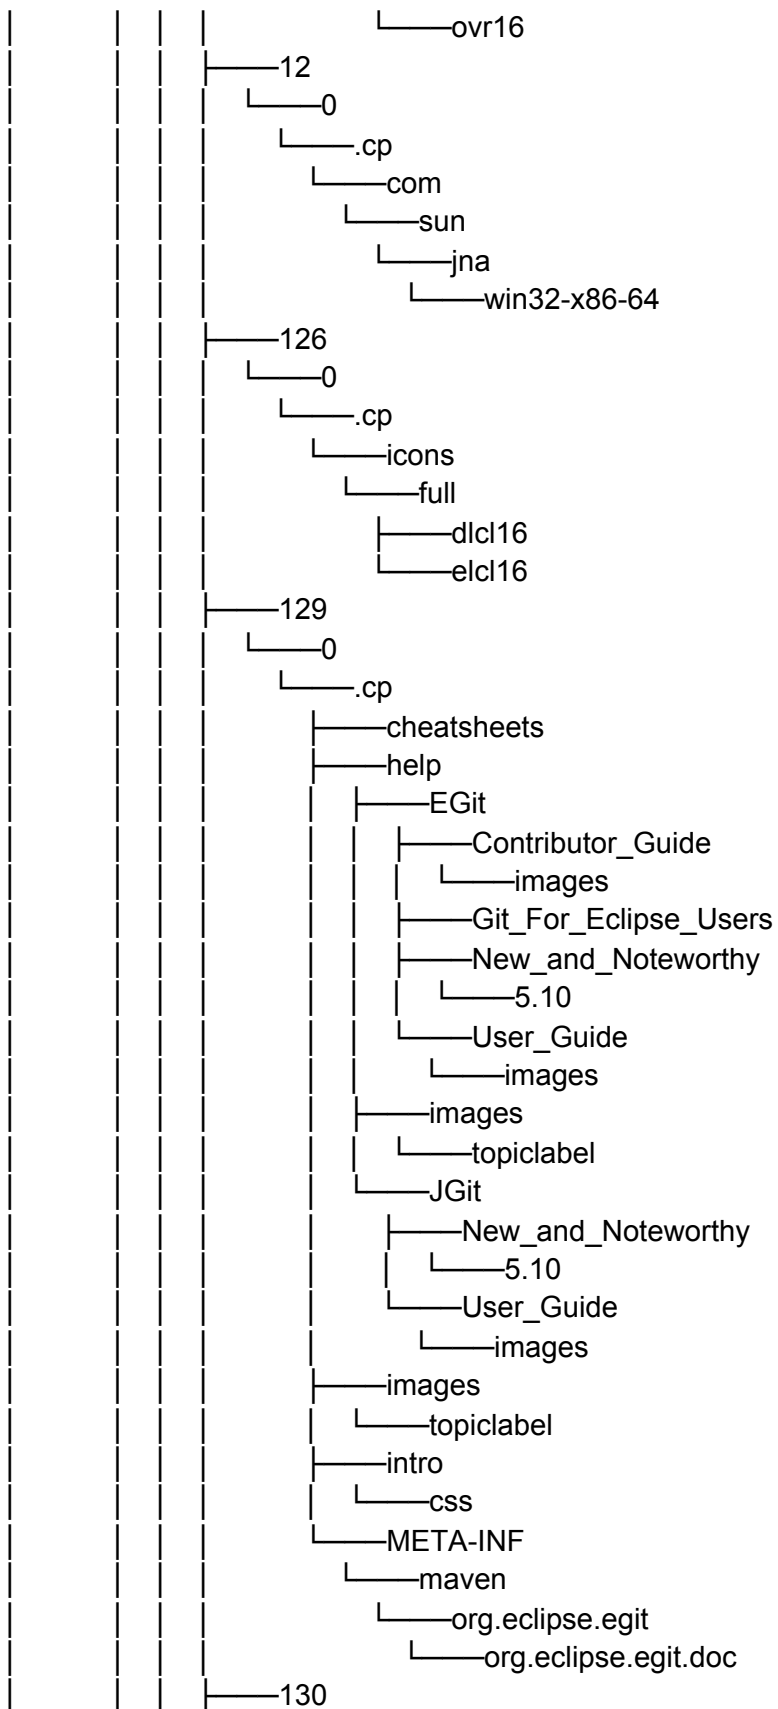 ovr16
12
0
.cp
com
sun
jna
win32-x86-64
126
0
.cp
icons
full
dlcl16
elcl16
129
0
.cp
cheatsheets
help
EGit
Contributor_Guide
images
Git_For_Eclipse_Users
New_and_Noteworthy
5.10
User_Guide
images
images
topiclabel
JGit
New_and_Noteworthy
5.10
User_Guide
images
images
topiclabel
intro
css
META-INF
maven
org.eclipse.egit
org.eclipse.egit.doc
130